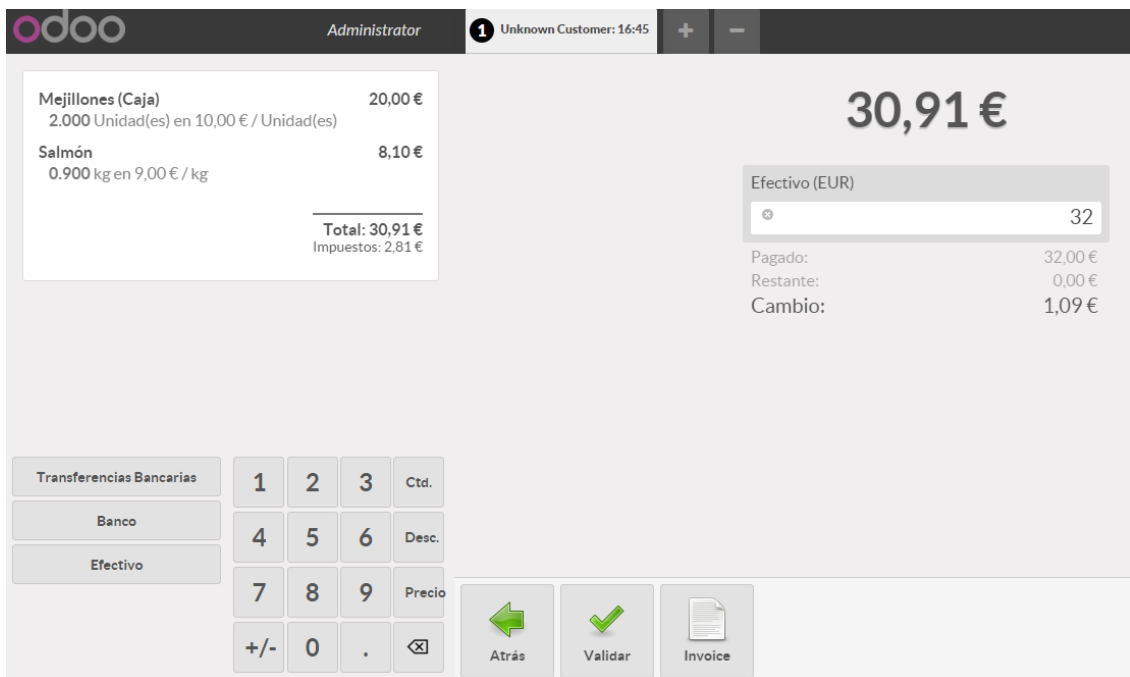 odoo
Administrator
1 Unknown Customer: 16:45
+ −
Mejillones (Caja) 20,00 €
2.000 Unidad(es) en 10,00 € / Unidad(es)
Salmón 8,10 €
0.900 kg en 9,00 € / kg
Total: 30,91 €
Impuestos: 2,81 €
30,91 €
Efectivo (EUR)
32
Pagado: 32,00 €
Restante: 0,00 €
Cambio: 1,09 €
Transferencias Bancarias
Banco
Efectivo
1 2 3 Ctd.
4 5 6 Desc.
7 8 9 Precio
+/- 0 .
Atrás
Validar
Invoice